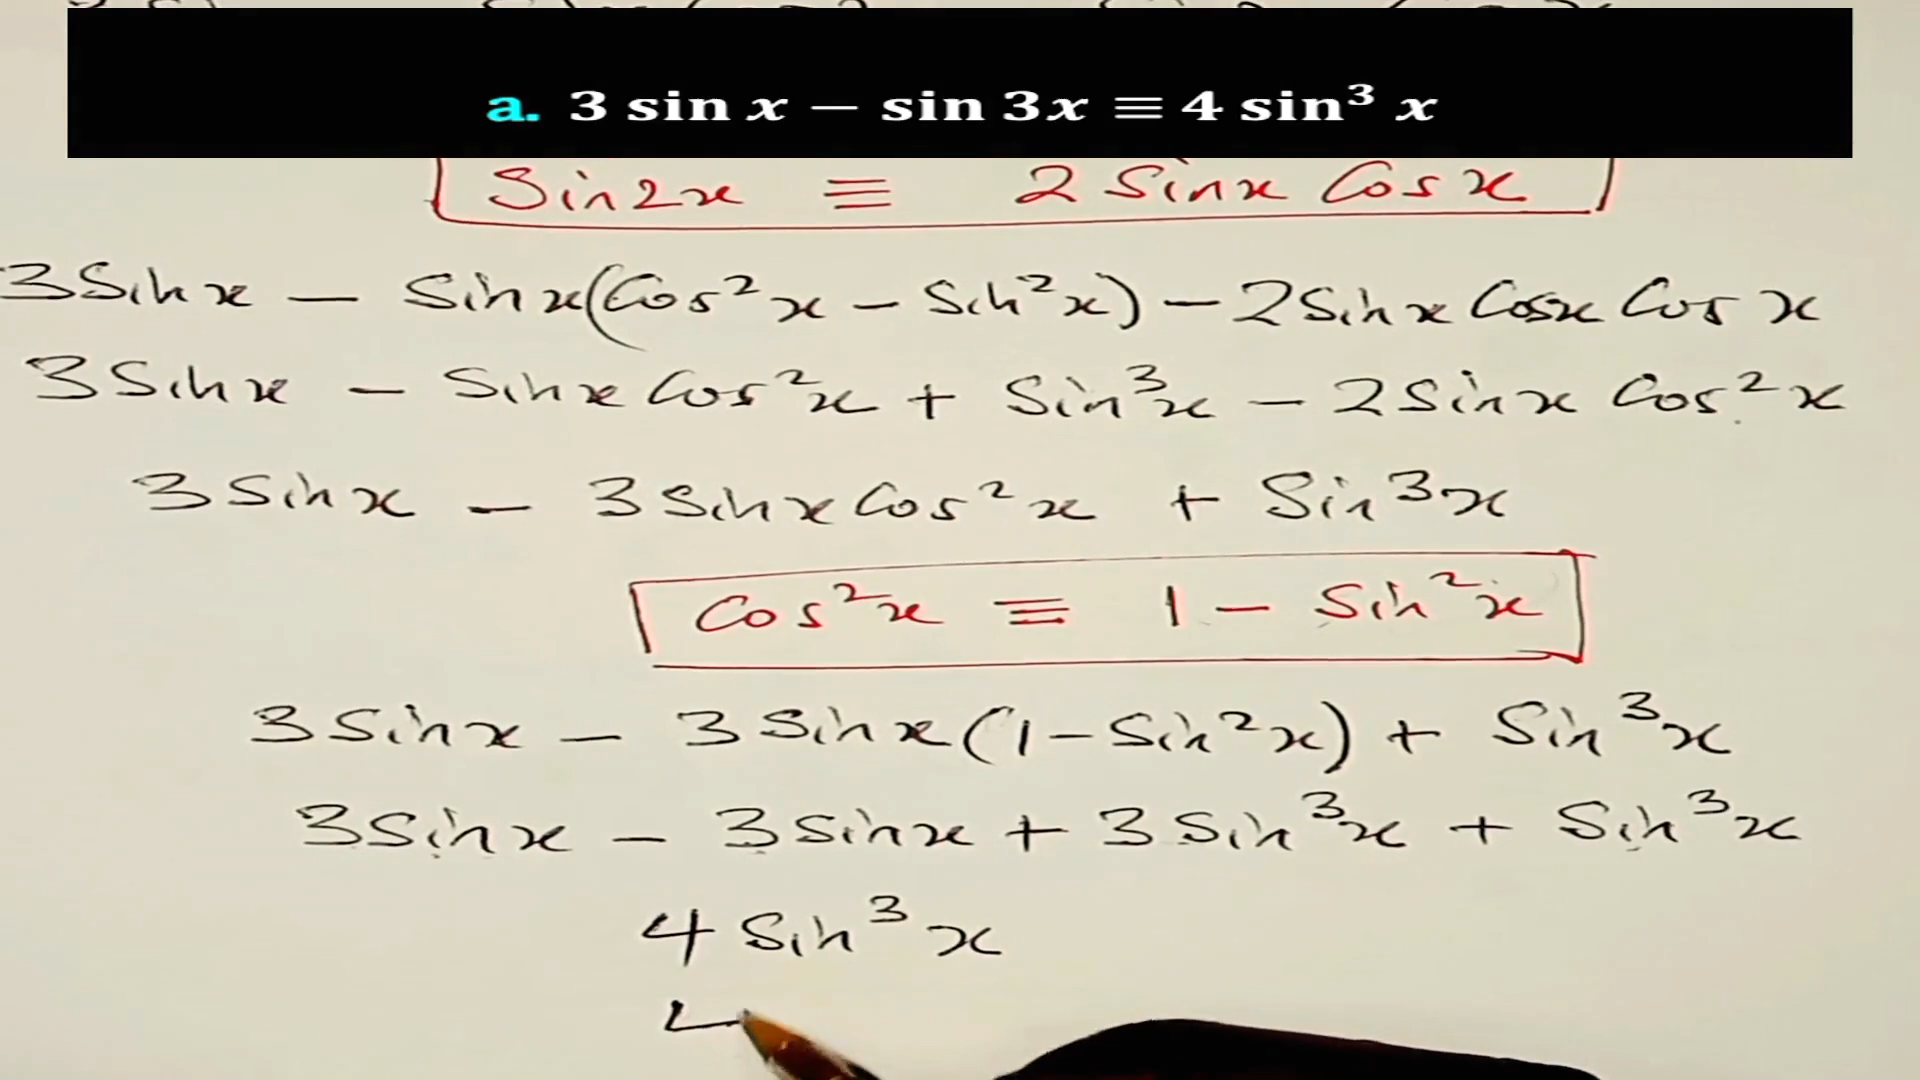 a. 3 sin x − sin 3x ≡ 4 sin³ x
Sin2x ≡ 2 Sinx Cosx
3Sinx − Sinx(Cos²x − Sin²x) − 2Sinx Cosx Cosx
3Sinx − Sinx Cos²x + Sin³x − 2Sinx Cos²x
3Sinx − 3SinxCos²x + Sin³x
Cos²x ≡ 1 − Sin²x
3Sinx − 3Sinx(1−Sin²x) + Sin³x
3Sinx − 3Sinx + 3Sin³x + Sin³x
4 Sin³x